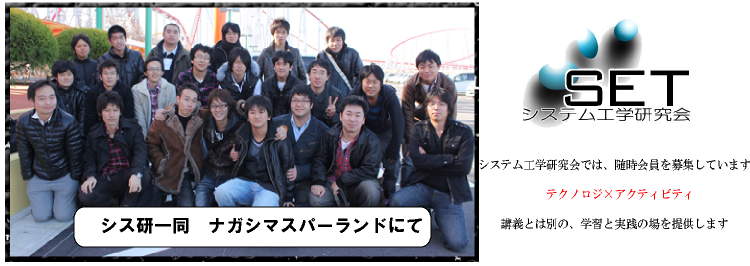 シス研一同 ナガシマスパーランドにて
SET
システム工学研究会
システム工学研究会では、随時会員を募集しています
テクノロジ×アクティビティ
講義とは別の、学習と実践の場を提供します